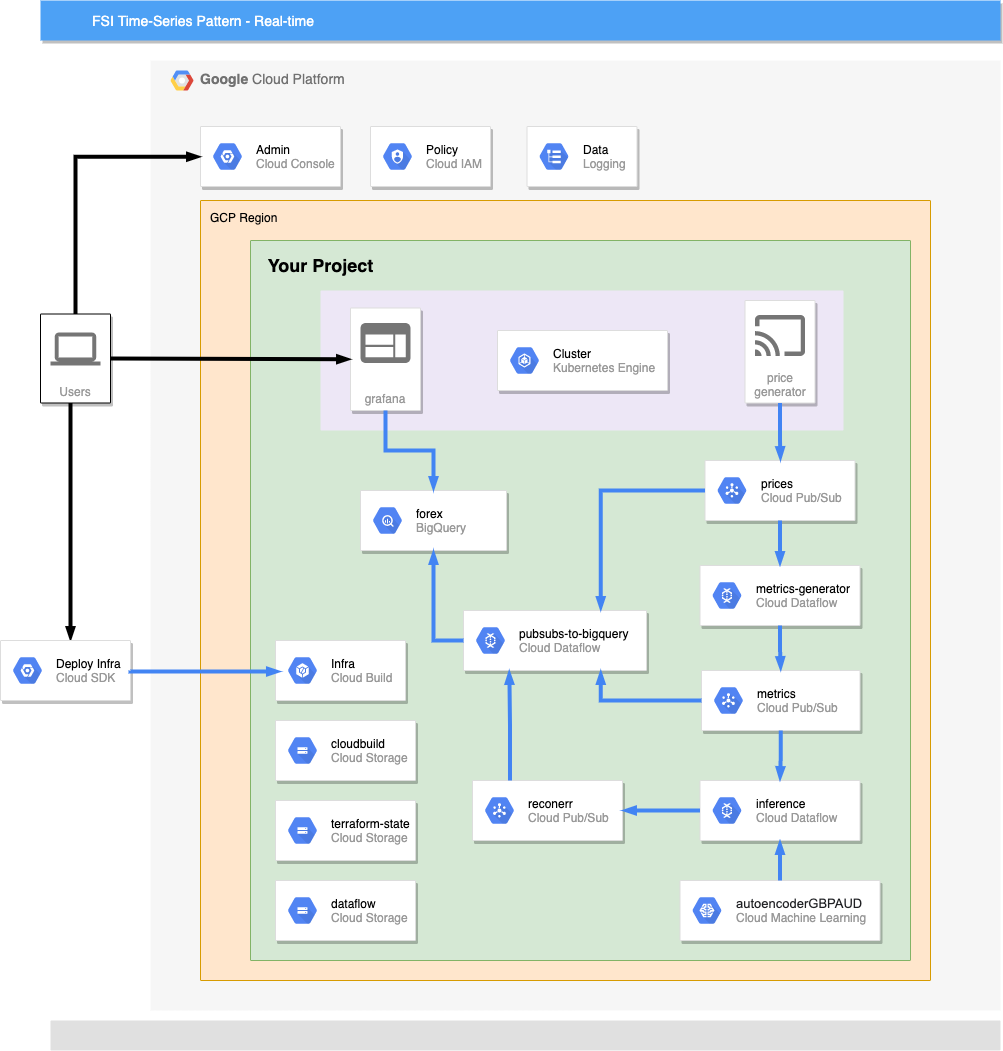 FSI Time-Series Pattern - Real-time
Google Cloud Platform
Admin
Cloud Console
Policy
Cloud IAM
Data
Logging
GCP Region
Your Project
Users
grafana
Cluster
Kubernetes Engine
price
generator
prices
Cloud Pub/Sub
forex
BigQuery
metrics-generator
Cloud Dataflow
pubsubs-to-bigquery
Cloud Dataflow
Deploy Infra
Cloud SDK
Infra
Cloud Build
metrics
Cloud Pub/Sub
cloudbuild
Cloud Storage
reconerr
Cloud Pub/Sub
inference
Cloud Dataflow
terraform-state
Cloud Storage
dataflow
Cloud Storage
autoencoderGBPAUD
Cloud Machine Learning